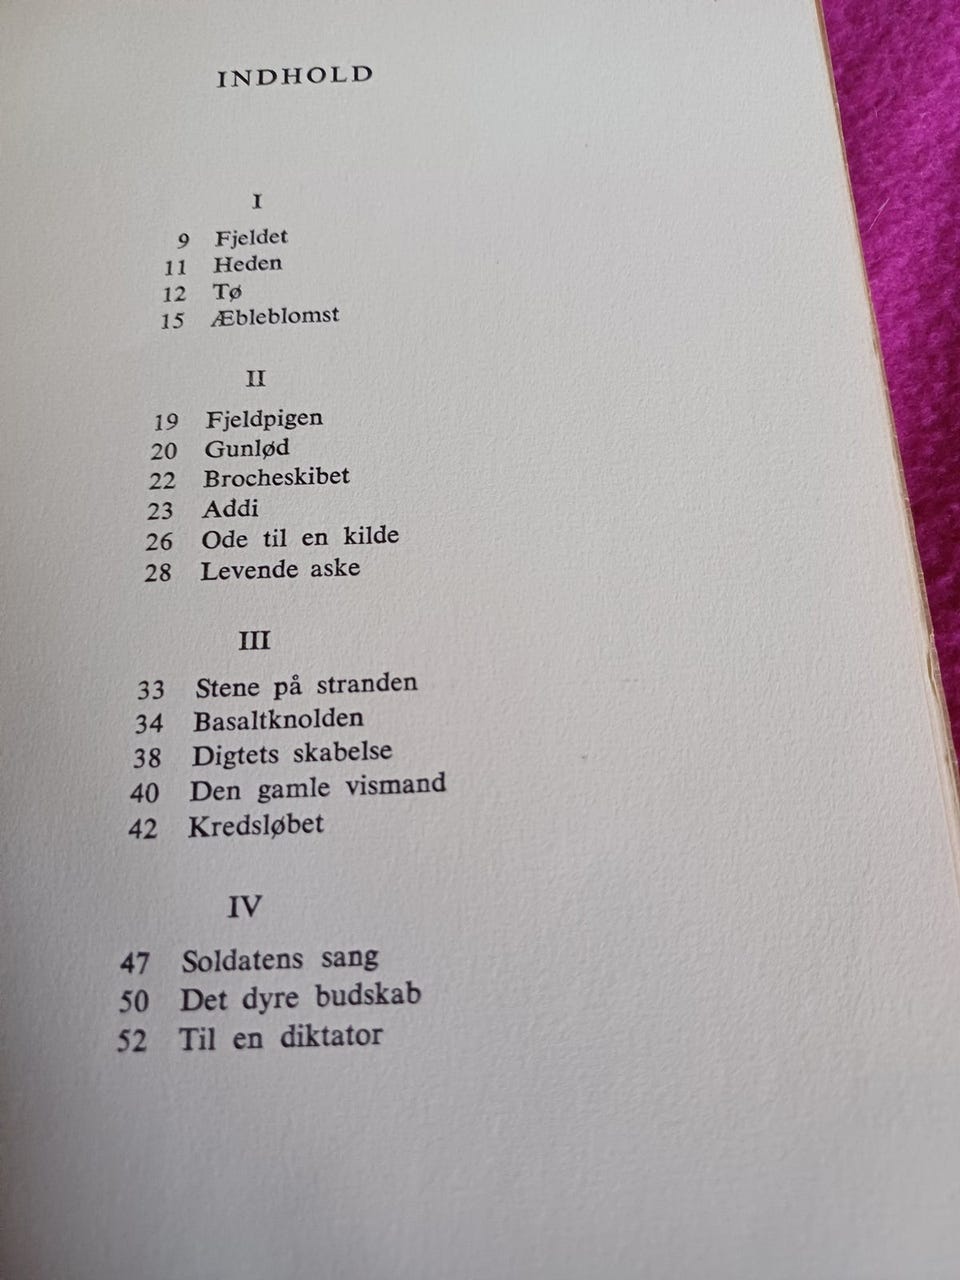 INDHOLD
I
9 Fjeldet
11 Heden
12 Tø
15 Æbleblomst
II
19 Fjeldpigen
20 Gunlød
22 Brocheskibet
23 Addi
26 Ode til en kilde
28 Levende aske
III
33 Stene på stranden
34 Basaltknolden
38 Digtets skabelse
40 Den gamle vismand
42 Kredsløbet
IV
47 Soldatens sang
50 Det dyre budskab
52 Til en diktator